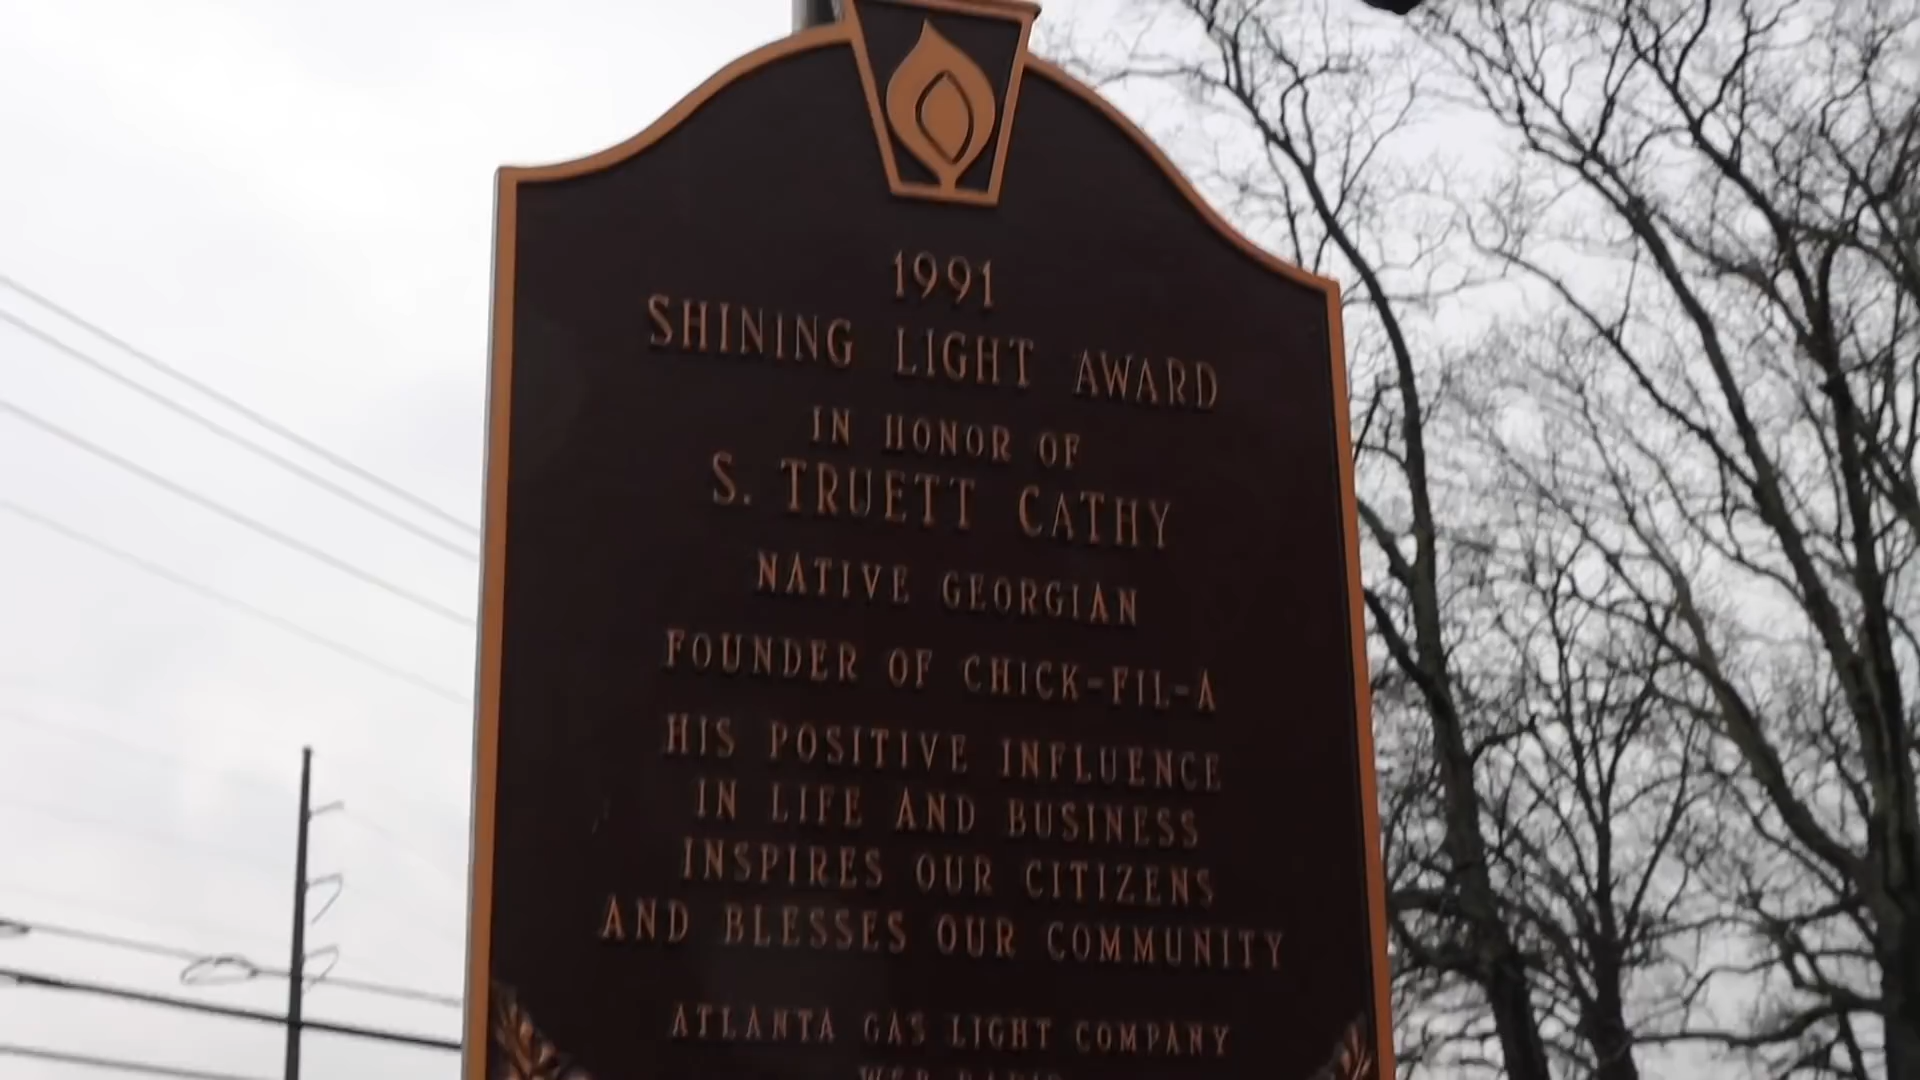 1991
SHINING LIGHT AWARD
IN HONOR OF
S. TRUETT CATHY
NATIVE GEORGIAN
FOUNDER OF CHICK-FIL-A
HIS POSITIVE INFLUENCE
IN LIFE AND BUSINESS
INSPIRES OUR CITIZENS
AND BLESSES OUR COMMUNITY
ATLANTA GAS LIGHT COMPANY